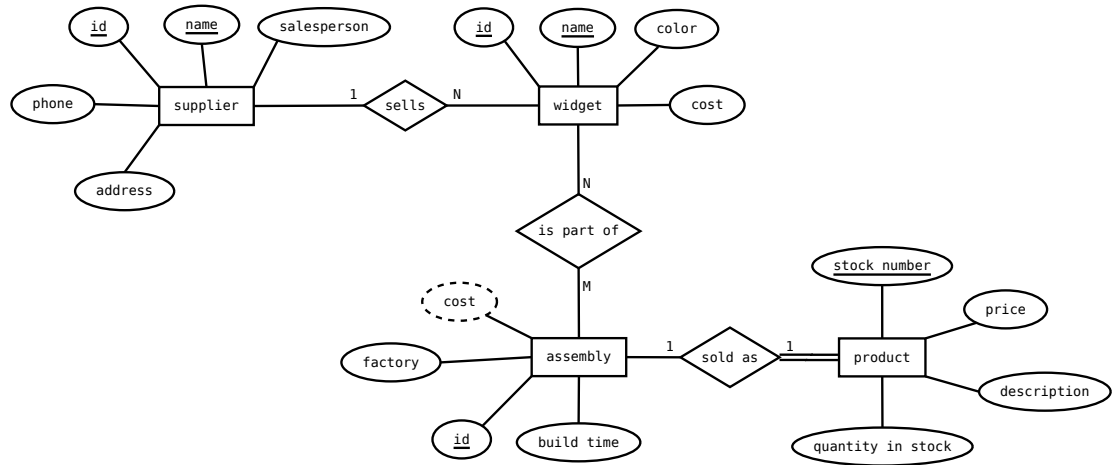 id
name
salesperson
id
name
color
phone
supplier
1
sells
N
widget
cost
address
N
is part of
M
stock number
cost
price
factory
assembly
1
sold as
1
product
description
id
build time
quantity in stock